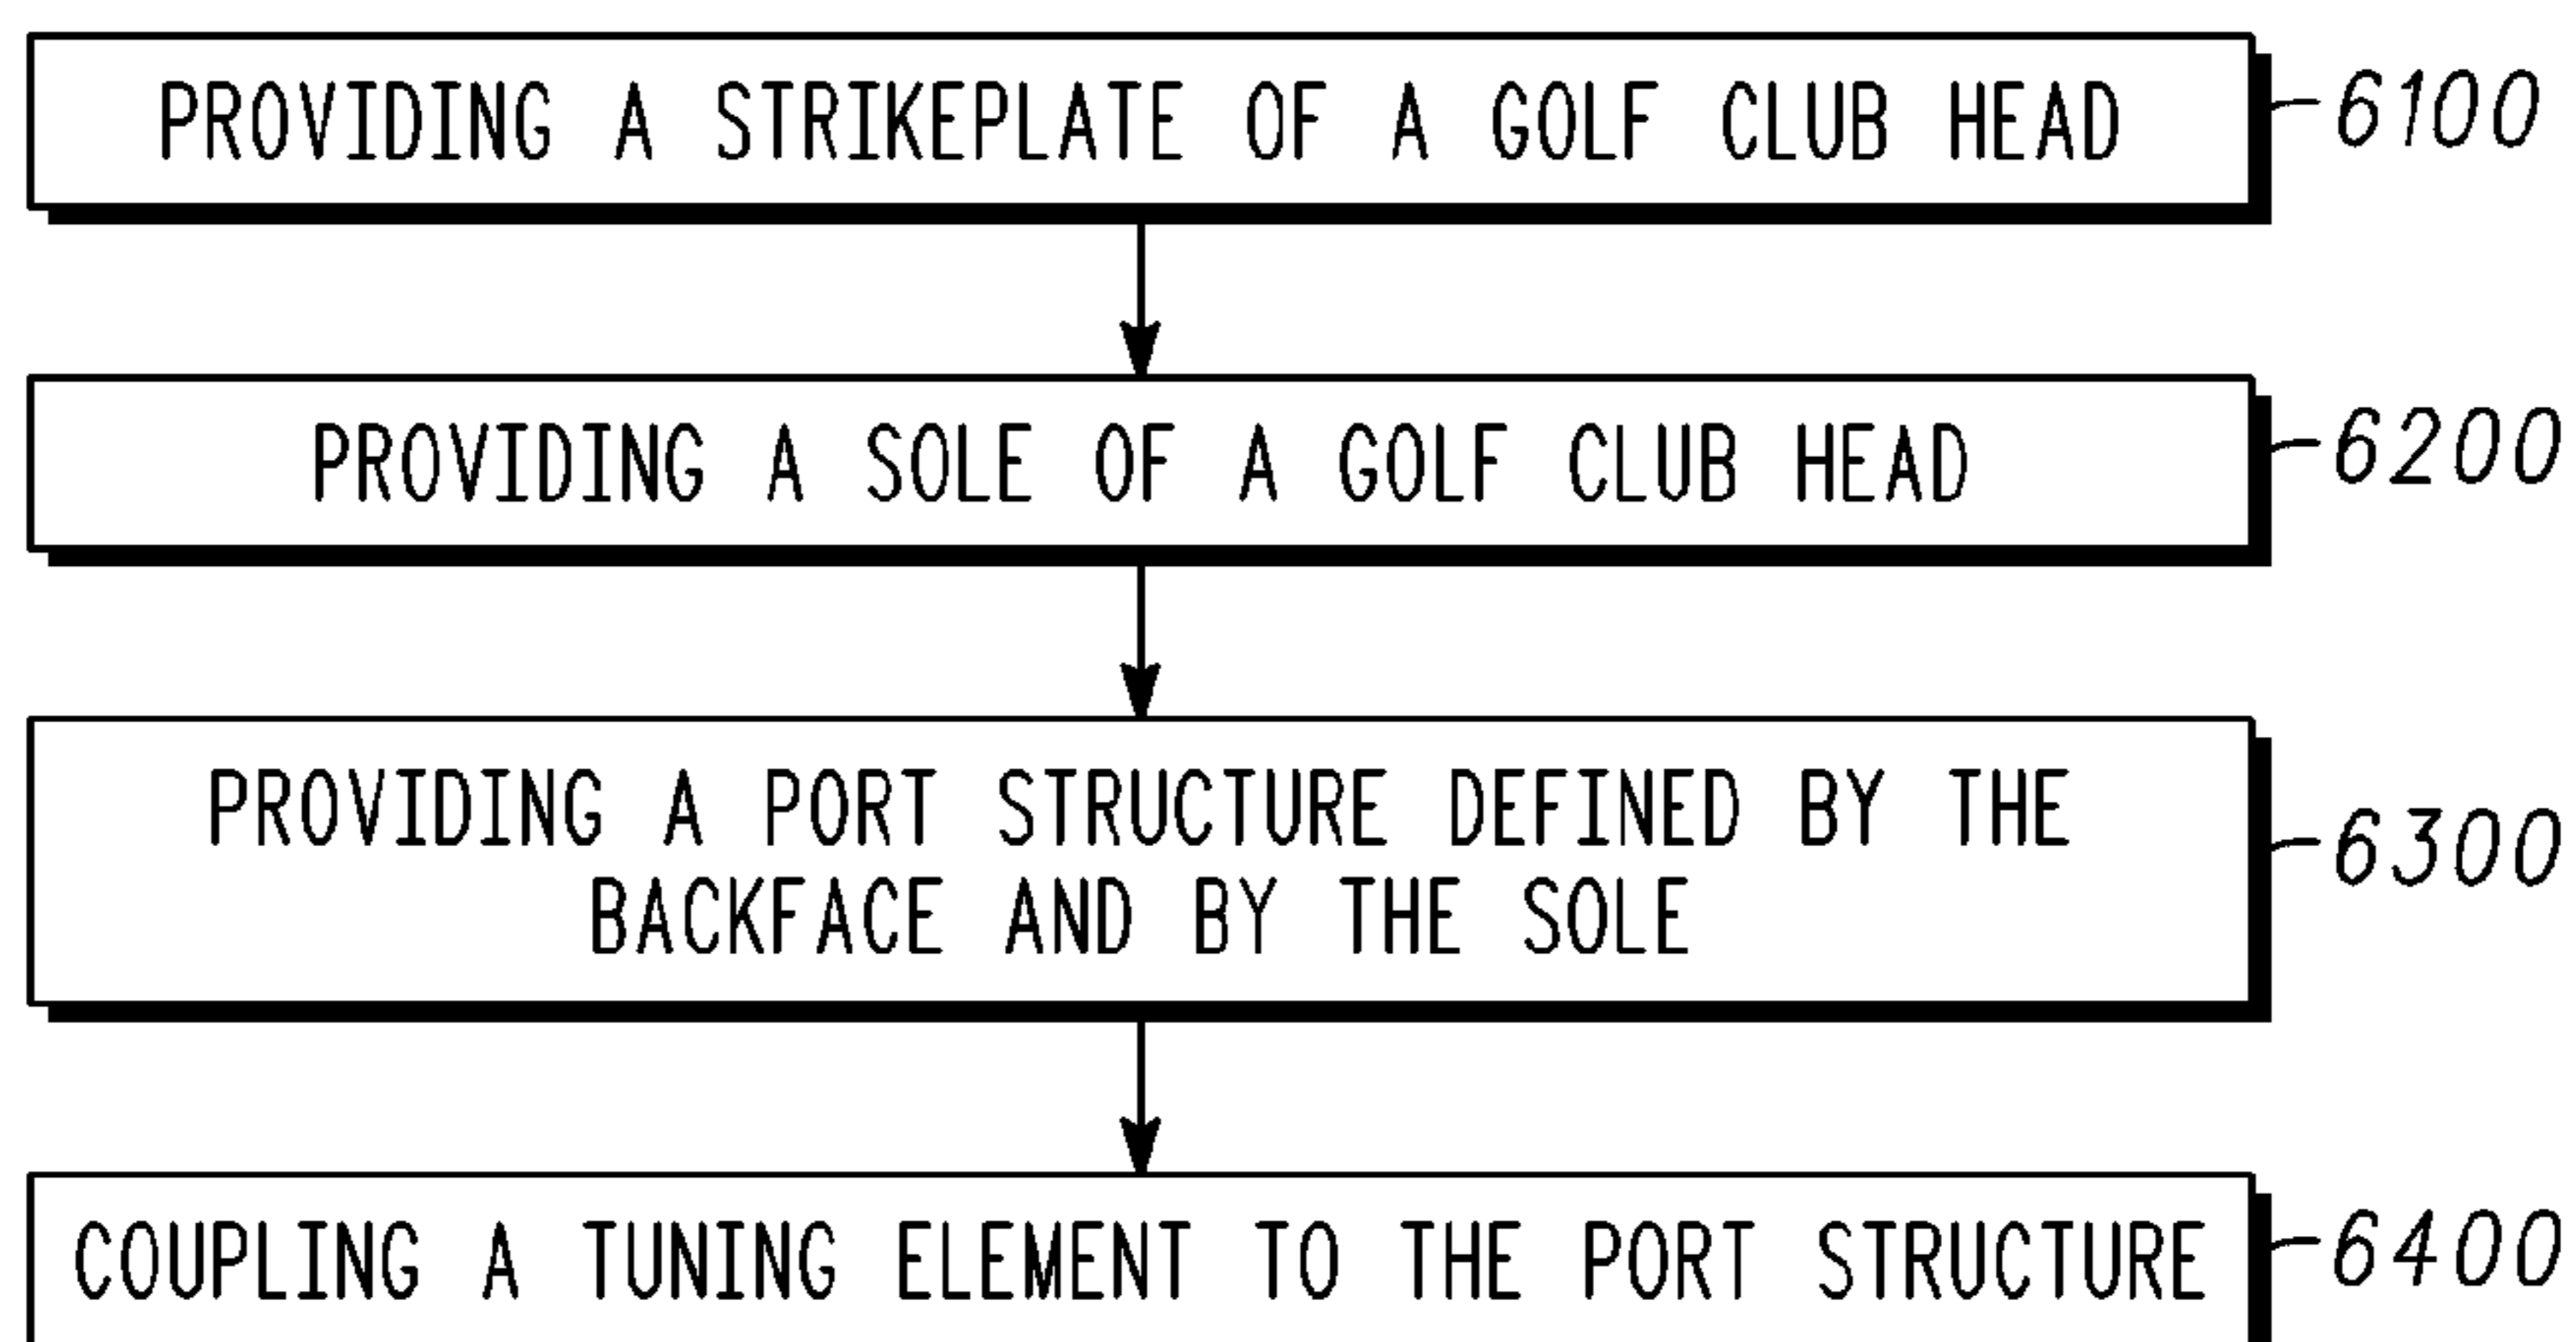 PROVIDING A STRIKEPLATE OF A GOLF CLUB HEAD
6100
PROVIDING A SOLE OF A GOLF CLUB HEAD
6200
PROVIDING A PORT STRUCTURE DEFINED BY THE
BACKFACE AND BY THE SOLE
6300
COUPLING A TUNING ELEMENT TO THE PORT STRUCTURE
6400